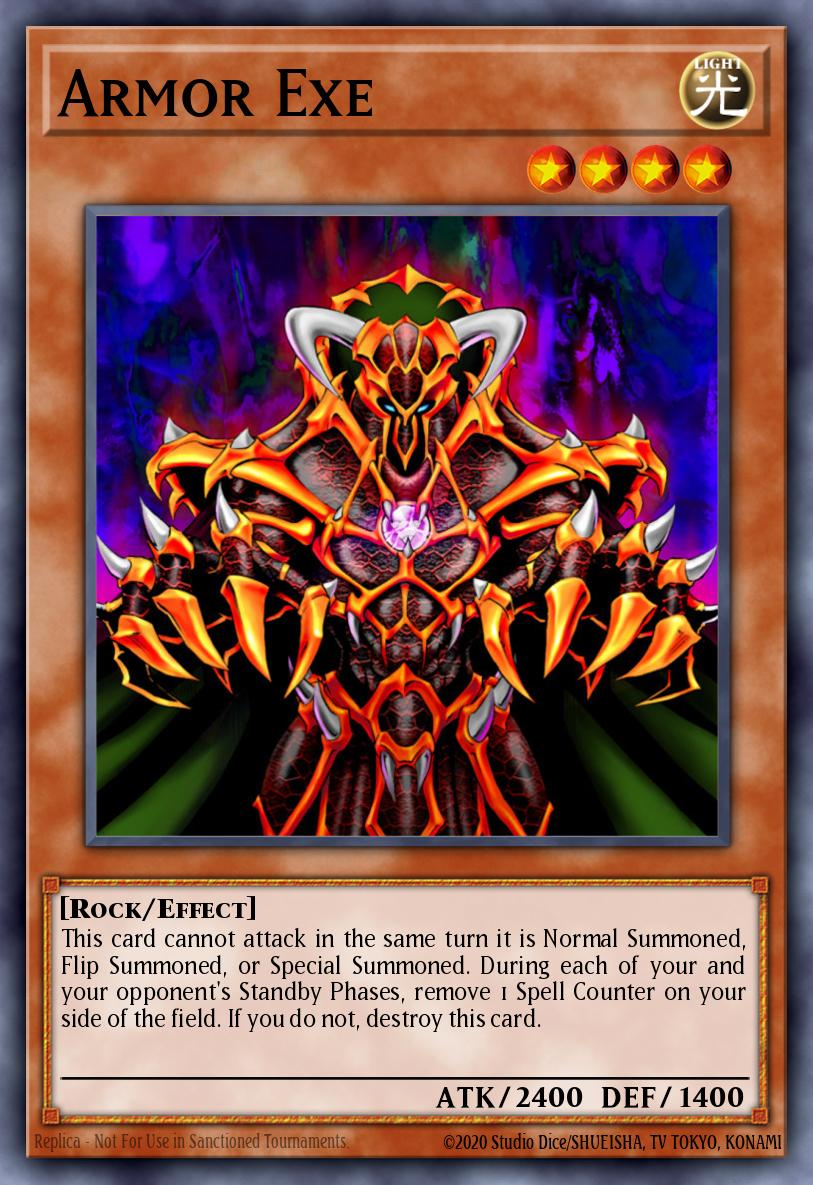 Armor Exe
LIGHT
光
[Rock/Effect]
This card cannot attack in the same turn it is Normal Summoned,
Flip Summoned, or Special Summoned. During each of your and
your opponent's Standby Phases, remove 1 Spell Counter on your
side of the field. If you do not, destroy this card.
ATK/2400 DEF/1400
Replica - Not For Use in Sanctioned Tournaments.
©2020 Studio Dice/SHUEISHA, TV TOKYO, KONAMI